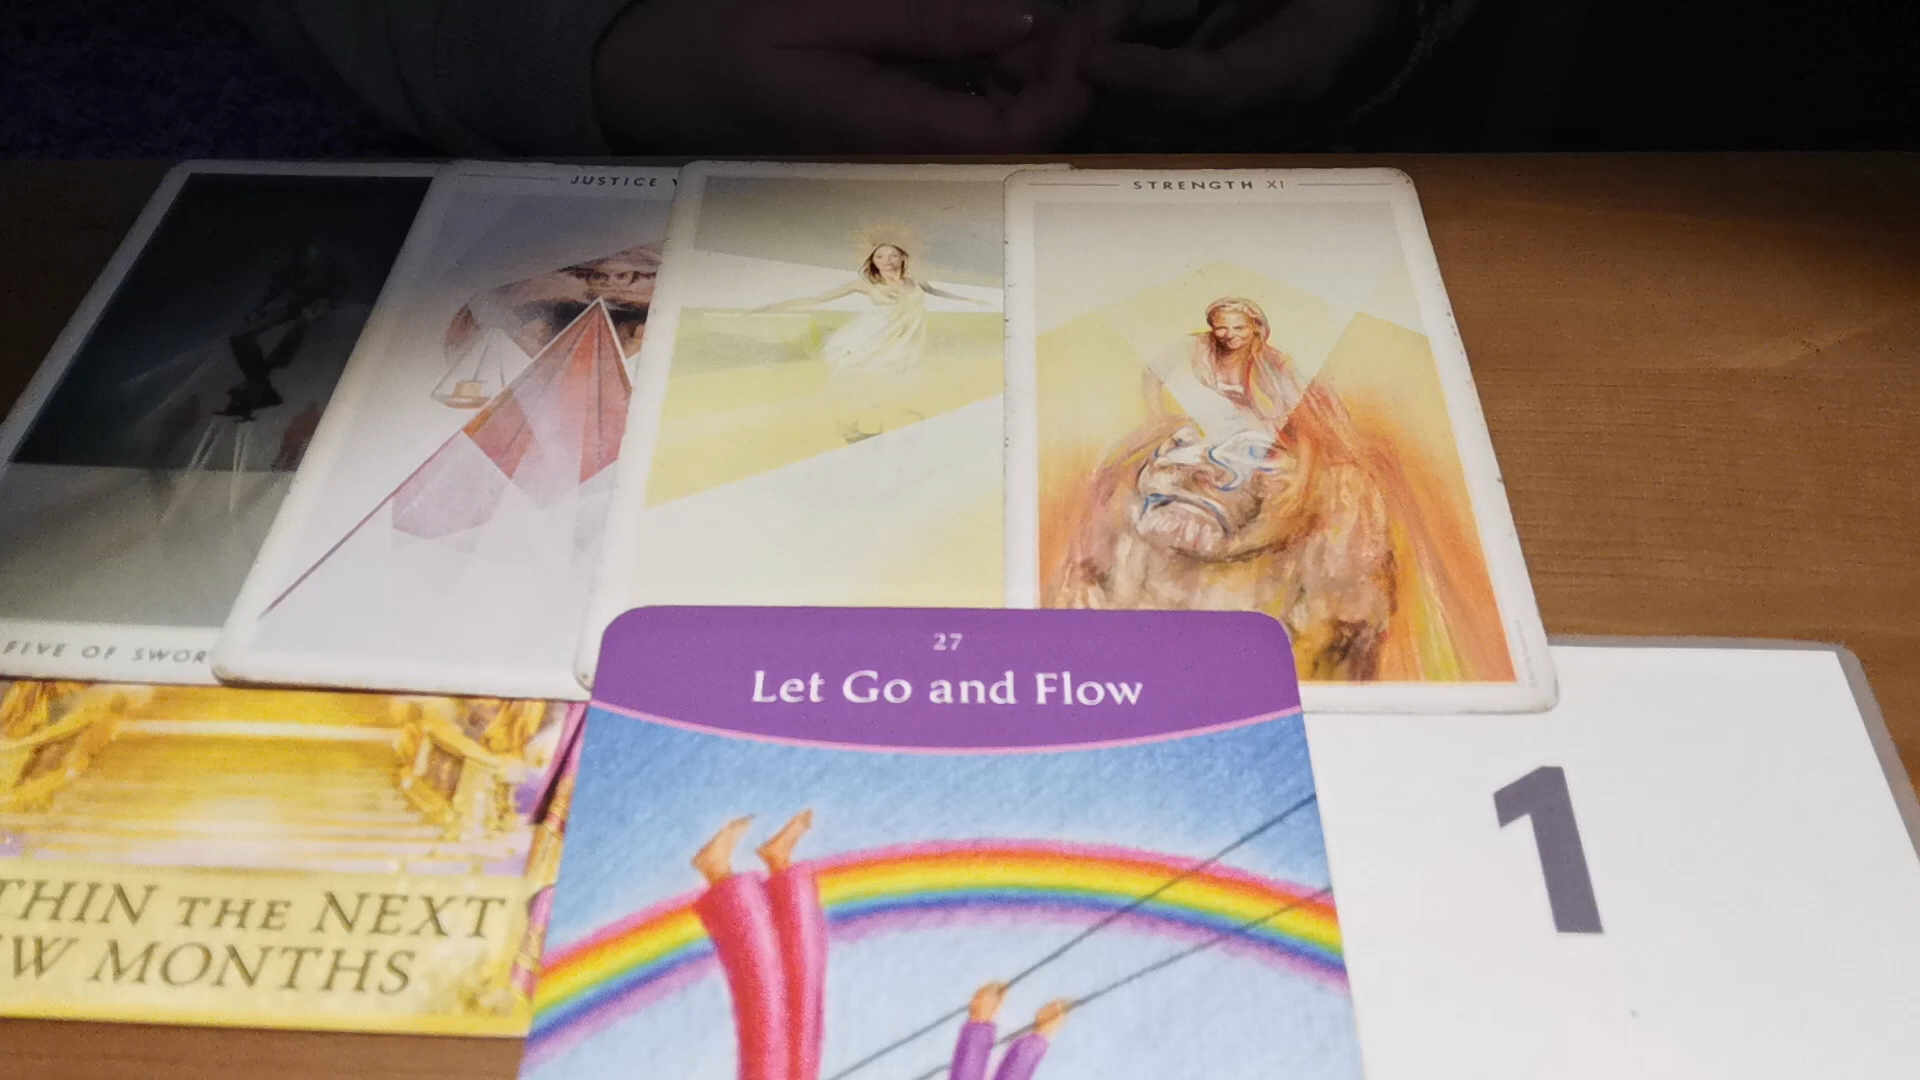 JUSTICE
STRENGTH XI
FIVE OF SWOR
27
Let Go and Flow
THIN THE NEXT
W MONTHS
1